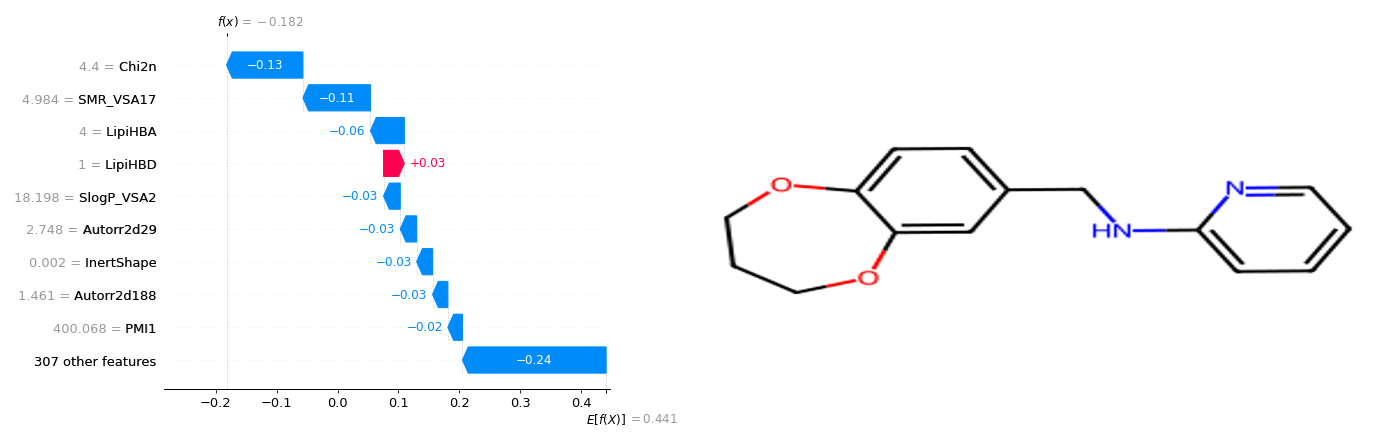 f(x) = −0.182
4.4 = Chi2n
−0.13
4.984 = SMR_VSA17
−0.11
4 = LipiHBA
−0.06
1 = LipiHBD
+0.03
18.198 = SlogP_VSA2
−0.03
2.748 = Autorr2d29
−0.03
0.002 = InertShape
−0.03
1.461 = Autorr2d188
−0.03
400.068 = PMI1
−0.02
307 other features
−0.24
−0.2 −0.1 0.0 0.1 0.2 0.3 0.4
E[f(X)] = 0.441
O
N
HN
O